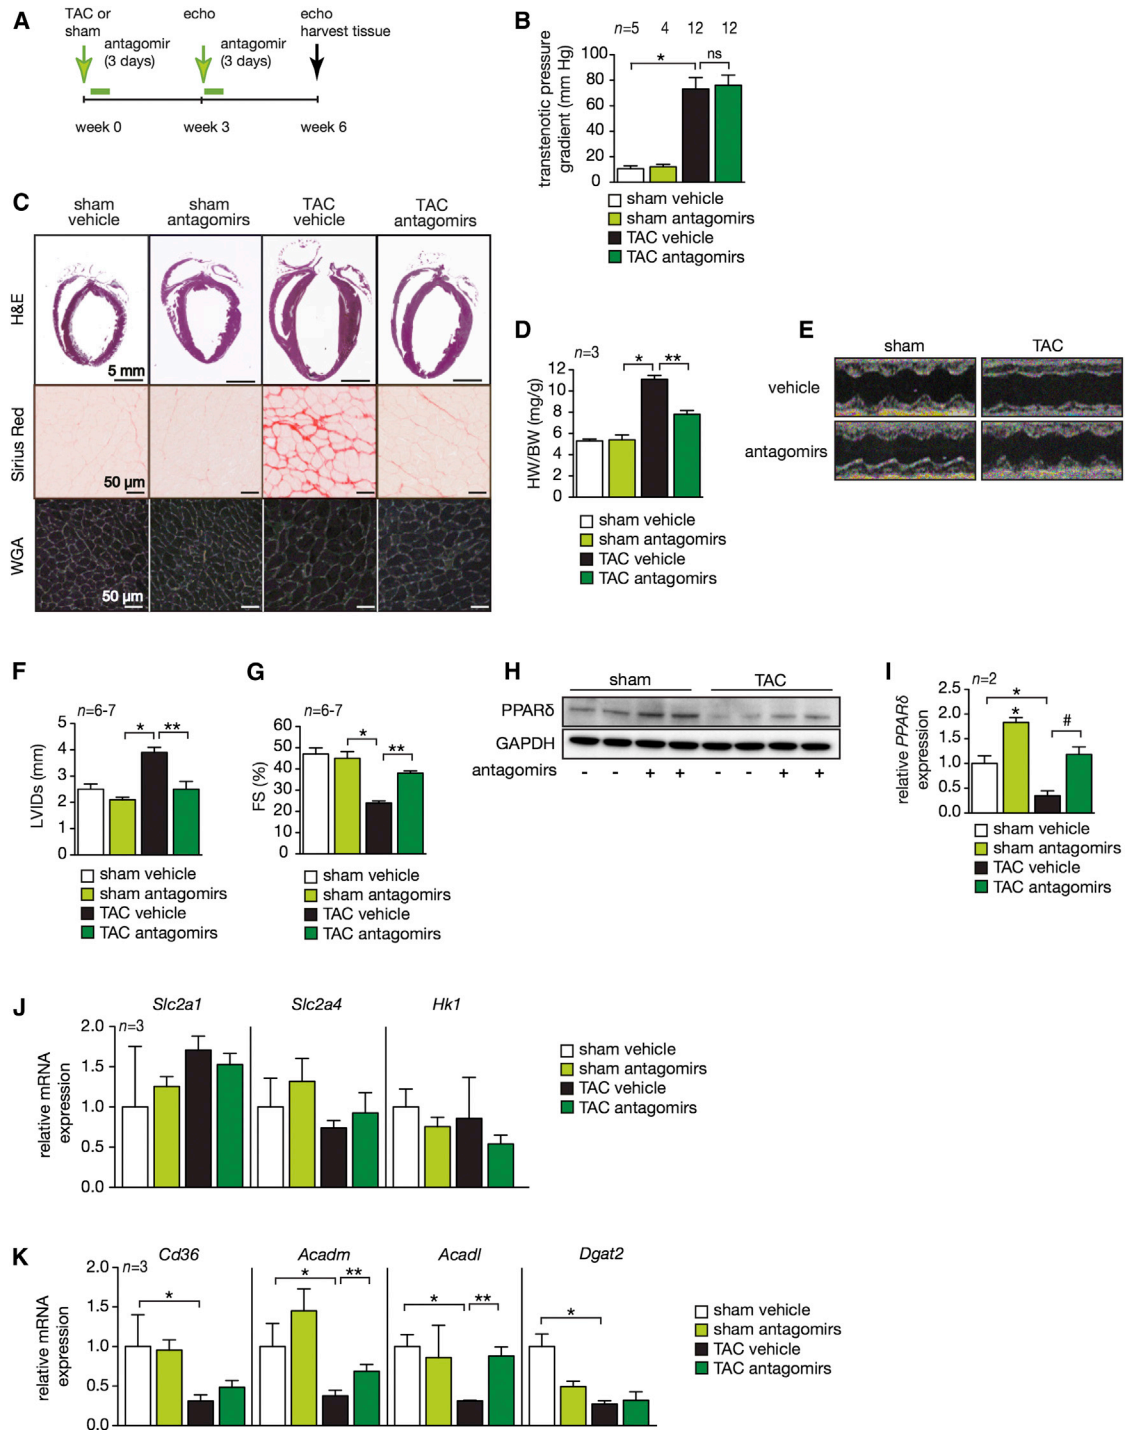 A
TAC or
sham
echo
echo
harvest tissue
antagomir
(3 days)
antagomir
(3 days)
week 0
week 3
week 6
B
n=5 4 12 12
* ns
transtenotic pressure
gradient (mm Hg)
100
80
60
40
20
0
sham vehicle
sham antagomirs
TAC vehicle
TAC antagomirs
C
sham
vehicle
sham
antagomirs
TAC
vehicle
TAC
antagomirs
H&E
5 mm
Sirius Red
50 µm
WGA
50 µm
D
n=3
* **
HW/BW (mg/g)
12
10
8
6
4
2
0
sham vehicle
sham antagomirs
TAC vehicle
TAC antagomirs
E
sham TAC
vehicle
antagomirs
F
n=6-7
* **
LVIDs (mm)
5
4
3
2
1
0
sham vehicle
sham antagomirs
TAC vehicle
TAC antagomirs
G
n=6-7
* **
FS (%)
60
50
40
30
20
10
0
sham vehicle
sham antagomirs
TAC vehicle
TAC antagomirs
H
sham TAC
PPARδ
GAPDH
antagomirs - - + + - - + +
I
n=2
*
* #
relative PPARδ
expression
2.5
2.0
1.5
1.0
0.5
0.0
sham vehicle
sham antagomirs
TAC vehicle
TAC antagomirs
J
Slc2a1 Slc2a4 Hk1
n=3
relative mRNA
expression
2.0
1.5
1.0
0.5
0.0
sham vehicle
sham antagomirs
TAC vehicle
TAC antagomirs
K
Cd36 Acadm Acadl Dgat2
n=3
* * ** * ** *
relative mRNA
expression
2.0
1.5
1.0
0.5
0.0
sham vehicle
sham antagomirs
TAC vehicle
TAC antagomirs